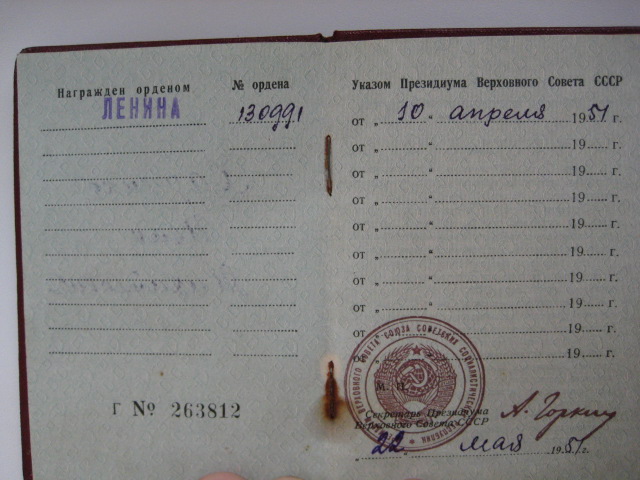 Награжден орденом
ЛЕНИНА
№ ордена
130991
г № 263812
Указом Президиума Верховного Совета СССР
от „ 10 “ апреля 1951 г.
от „ “ 19 г.
от „ “ 19 г.
от „ “ 19 г.
от „ “ 19 г.
от „ “ 19 г.
от „ “ 19 г.
от „ “ 19 г.
от „ “ 19 г.
от „ “ 19 г.
М. П.
Секретарь Президиума
Верховного Совета СССР
А. Горкин
„ 22 “ мая 1951 г.